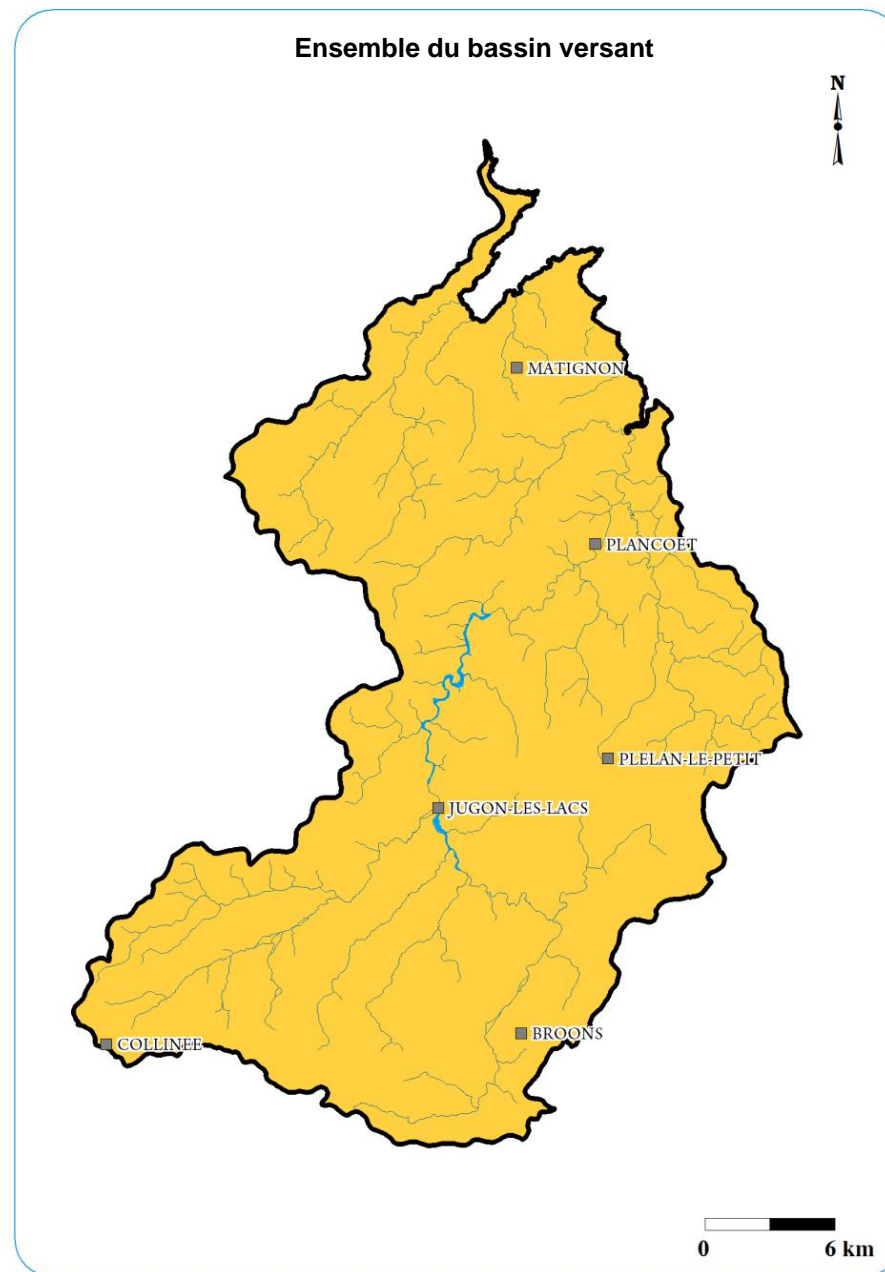 Ensemble du bassin versant
N
MATIGNON
PLANCOET
PLELAN-LE-PETIT
JUGON-LES-LACS
BROONS
COLLINEE
0 6 km